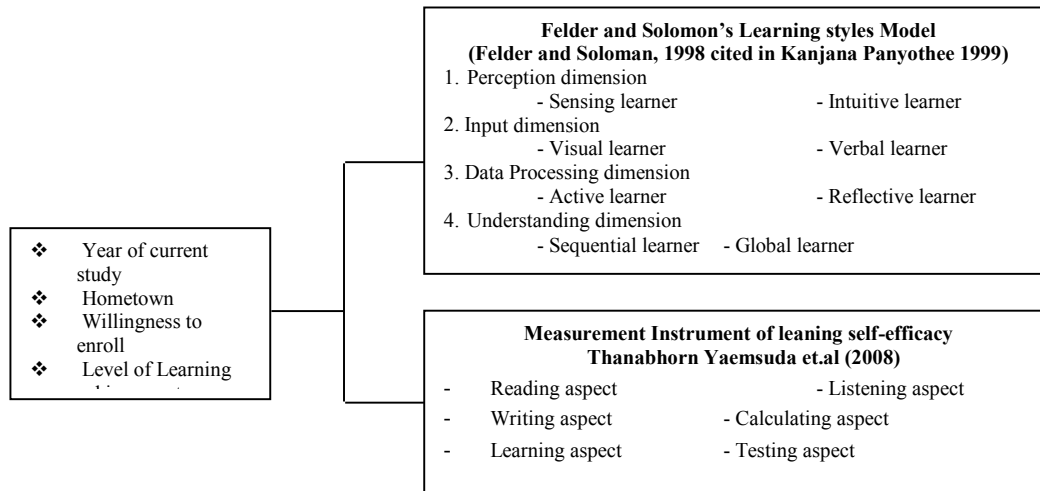 ❖ Year of current
study
❖ Hometown
❖ Willingness to
enroll
❖ Level of Learning
Felder and Solomon's Learning styles Model
(Felder and Soloman, 1998 cited in Kanjana Panyothee 1999)
1. Perception dimension
- Sensing learner - Intuitive learner
2. Input dimension
- Visual learner - Verbal learner
3. Data Processing dimension
- Active learner - Reflective learner
4. Understanding dimension
- Sequential learner - Global learner
Measurement Instrument of leaning self-efficacy
Thanabhorn Yaemsuda et.al (2008)
- Reading aspect - Listening aspect
- Writing aspect - Calculating aspect
- Learning aspect - Testing aspect